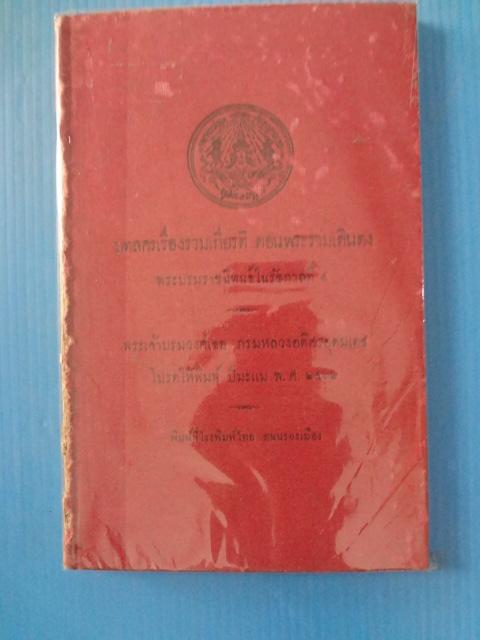 บทลครเรื่องรามเกียรติ ตอนพระรามเดินดง
พระบรมราชนิพนธ์ในรัชกาลที่ ๔
พระเจ้าบรมวงศ์เธอ กรมหลวงอดิศรอุดมเดช
โปรดให้พิมพ์ ปีมะแม พ.ศ.
พิมพ์ที่โรงพิมพ์ไทย ถนนรองเมือง